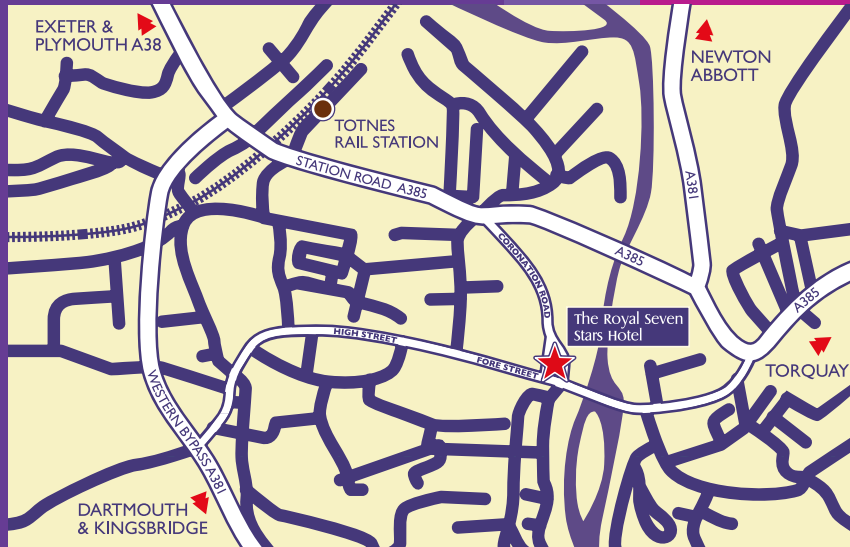 EXETER &
PLYMOUTH A38
NEWTON
ABBOTT
TOTNES
RAIL STATION
STATION ROAD A385
A381
CORONATION ROAD
A385
A385
The Royal Seven
Stars Hotel
HIGH STREET
FORE STREET
TORQUAY
WESTERN BYPASS A381
DARTMOUTH
& KINGSBRIDGE